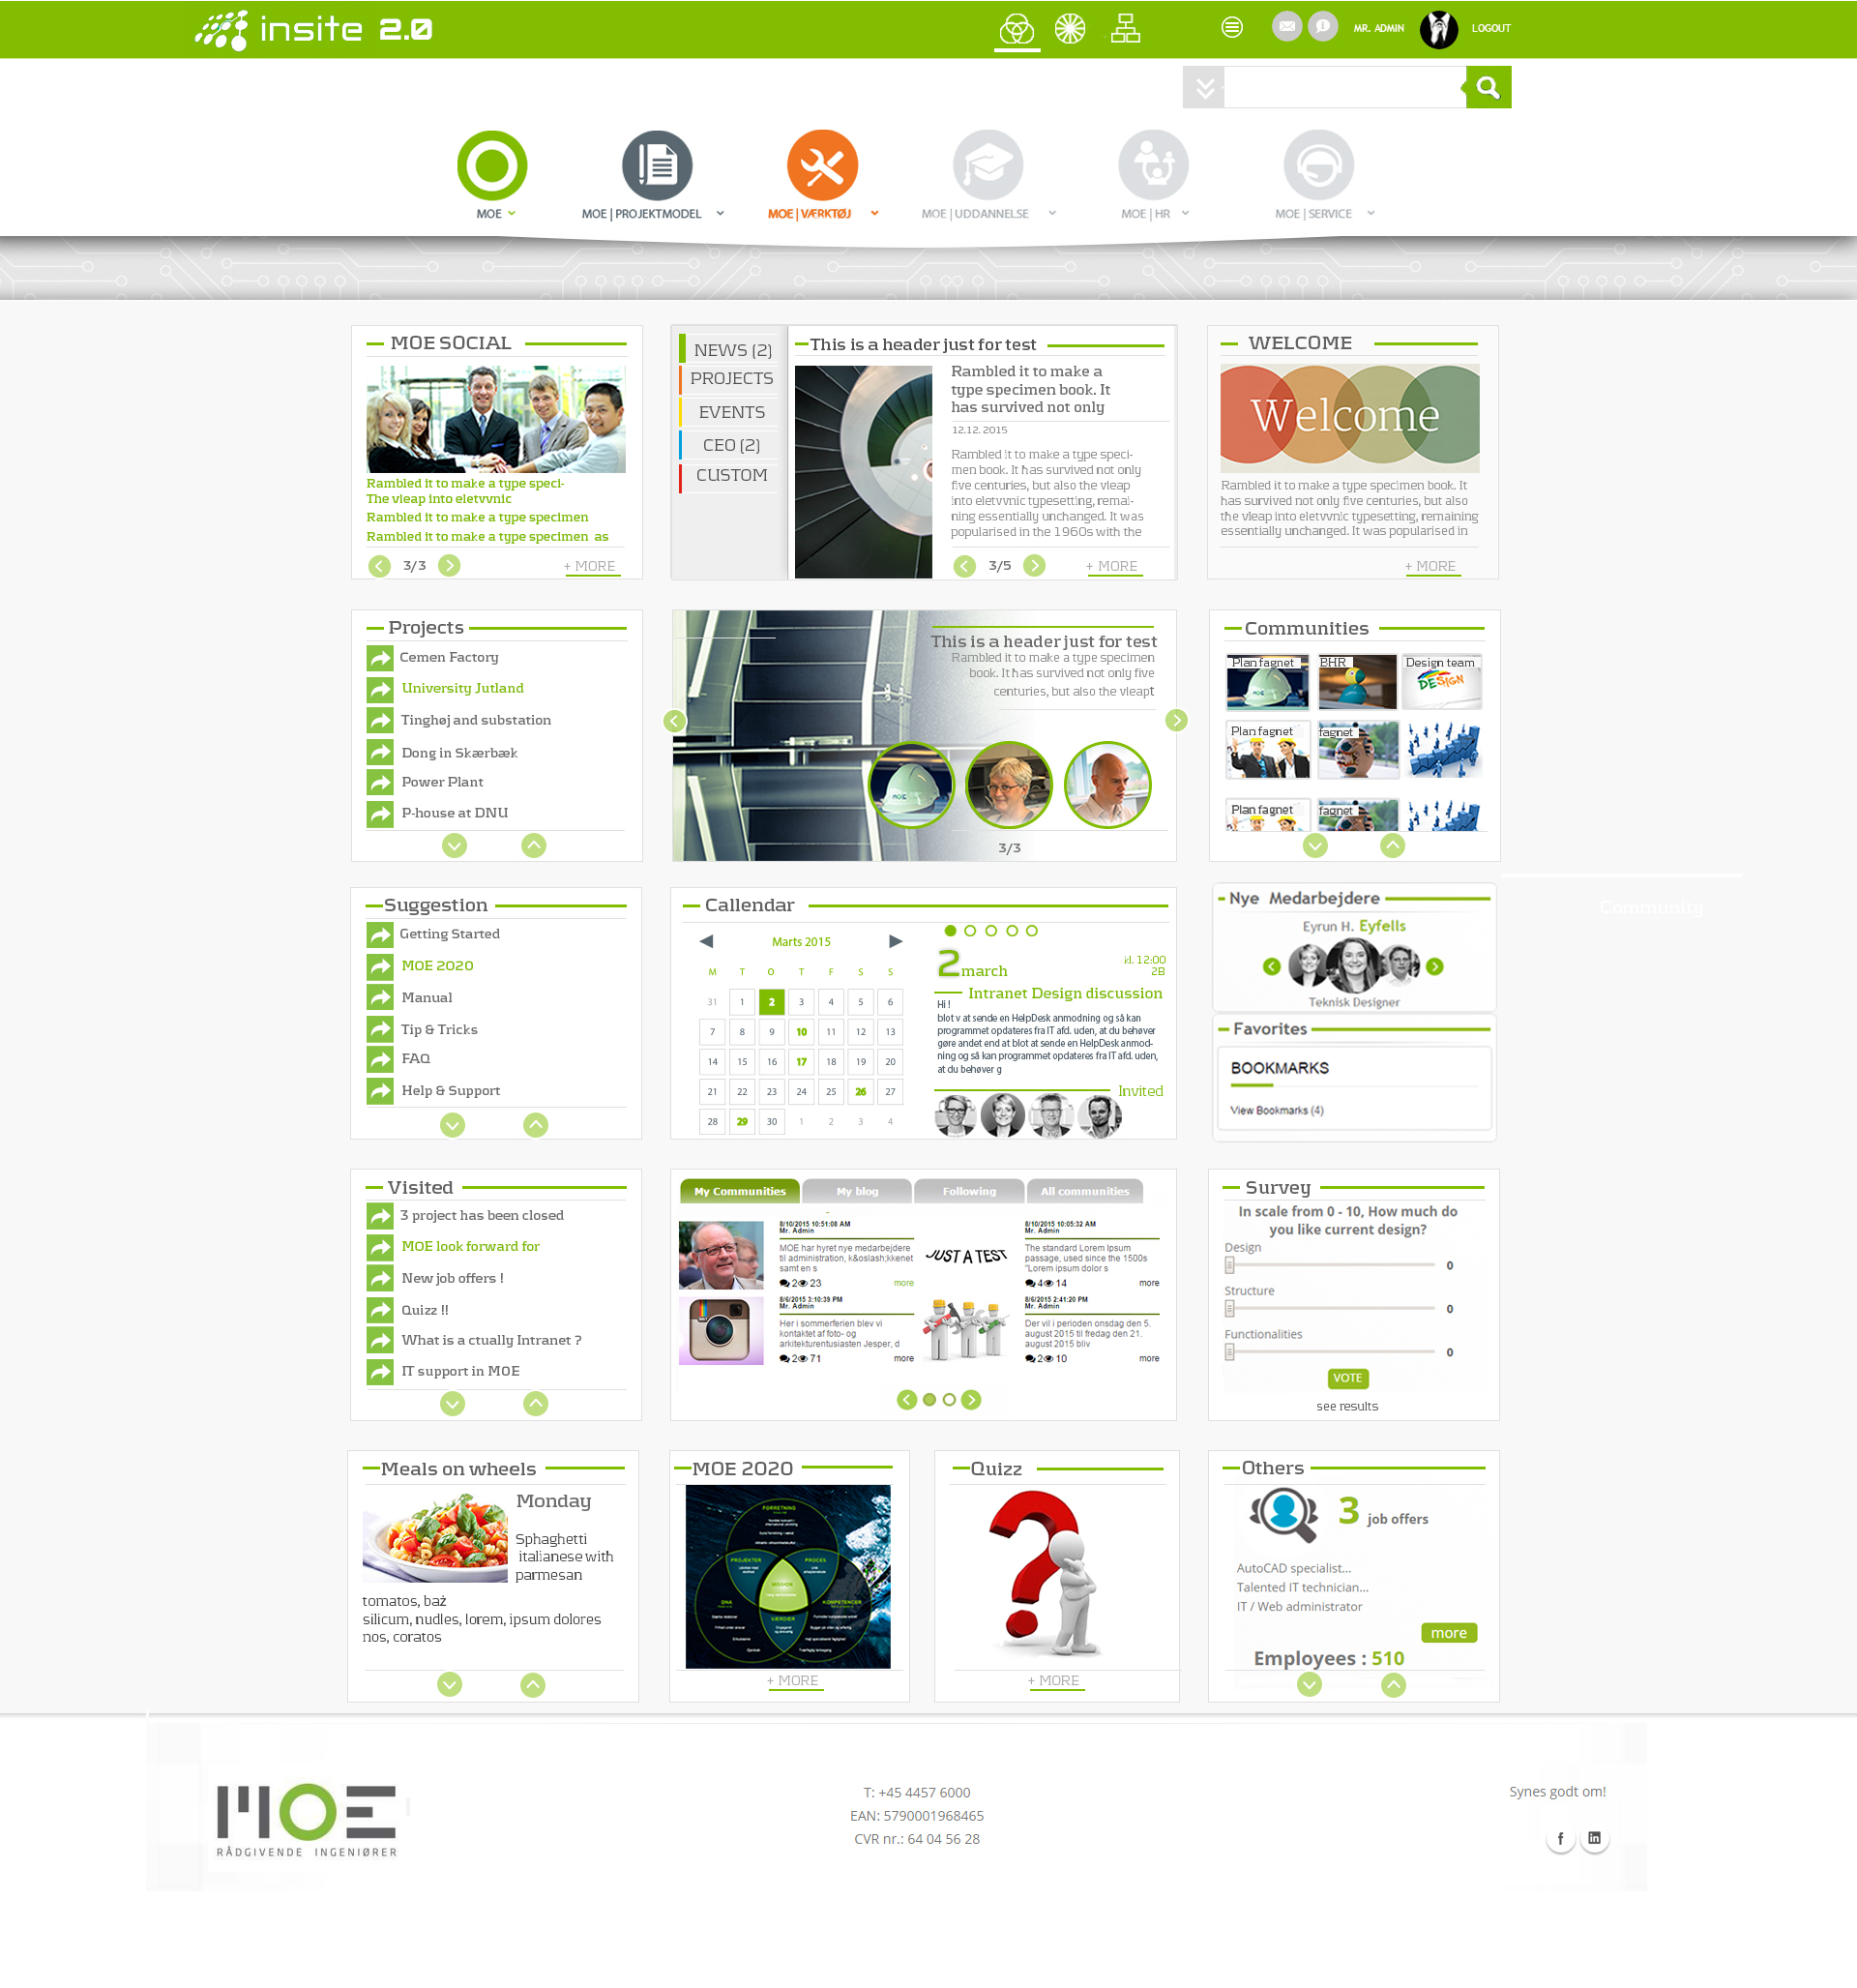 insite 2.0
MR. ADMIN
LOGOUT
MOE
MOE | PROJEKTMODEL
MOE | VÆRKTØJ
MOE | UDDANNELSE
MOE | HR
MOE | SERVICE
MOE SOCIAL
Rambled it to make a type speci-
The vleap into eletvvnic
Rambled it to make a type specimen
Rambled it to make a type specimen as
3/3
+ MORE
NEWS (2)
PROJECTS
EVENTS
CEO (2)
CUSTOM
This is a header just for test
Rambled it to make a
type specimen book. It
has survived not only
12.12. 2015
Rambled it to make a type speci-
men book. It has survived not only
five centuries, but also the vleap
into eletvvnic typesetting, remai-
ning essentially unchanged. It was
popularised in the 1960s with the
3/5
+ MORE
WELCOME
Welcome
Rambled it to make a type specimen book. It
has survived not only five centuries, but also
the vleap into eletvvnic typesetting, remaining
essentially unchanged. It was popularised in
+ MORE
Projects
Cemen Factory
University Jutland
Tinghøj and substation
Dong in Skærbæk
Power Plant
P-house at DNU
This is a header just for test
Rambled it to make a type specimen
book. It has survived not only five
centuries, but also the vleapt
MOE
3/3
Communities
Plan fagnet
BHR
Design team
MOE
DESIGN
Plan fagnet
fagnet
Plan fagnet
fagnet
Suggestion
Getting Started
MOE 2020
Manual
Tip & Tricks
FAQ
Help & Support
Callendar
Marts 2015
M T O T F S S
31 1 2 3 4 5 6
7 8 9 10 11 12 13
14 15 16 17 18 19 20
21 22 23 24 25 26 27
28 29 30 1 2 3 4
2 march
kl. 12:00
2B
Intranet Design discussion
Hi !
blot v at sende en HelpDesk anmodning og så kan
programmet opdateres fra IT afd. uden, at du behøver
gøre andet end at blot at sende en HelpDesk anmod-
ning og så kan programmet opdateres fra IT afd. uden,
at du behøver g
Invited
Nye Medarbejdere
Eyrun H. Eyfells
Teknisk Designer
Community
Favorites
BOOKMARKS
View Bookmarks (4)
Visited
3 project has been closed
MOE look forward for
New job offers !
Quizz !!
What is a ctually Intranet ?
IT support in MOE
My Communities
My blog
Following
All communities
8/10/2015 10:51:08 AM
Mr. Admin
MOE har hyret nye medarbejdere
til administration, k&oslash;kkenet
samt en s
2 23
more
JUST A TEST
8/10/2015 10:05:32 AM
Mr. Admin
The standard Lorem Ipsum
passage, used since the 1500s
"Lorem ipsum dolor s
4 14
more
8/6/2015 3:10:39 PM
Mr. Admin
Her i sommerferien blev vi
kontaktet af foto- og
arkitekturentusiasten Jesper, d
2 71
more
8/6/2015 2:41:20 PM
Mr. Admin
Der vil i perioden onsdag den 5.
august 2015 til fredag den 21.
august 2015 bliv
2 10
more
Survey
In scale from 0 - 10, How much do
you like current design?
Design
0
Structure
0
Functionalities
0
VOTE
see results
Meals on wheels
Monday
Sphaghetti
italianese with
parmesan
tomatos, baż
silicum, nudles, lorem, ipsum dolores
nos, coratos
MOE 2020
FORRETNING
PROJEKTER
PROCES
MISSION
DNA
KOMPETENCER
VÆRDIER
+ MORE
Quizz
+ MORE
Others
3 job offers
AutoCAD specialist...
Talented IT technician...
IT / Web administrator
more
Employees : 510
MOE
RÅDGIVENDE INGENIØRER
T: +45 4457 6000
EAN: 5790001968465
CVR nr.: 64 04 56 28
Synes godt om!